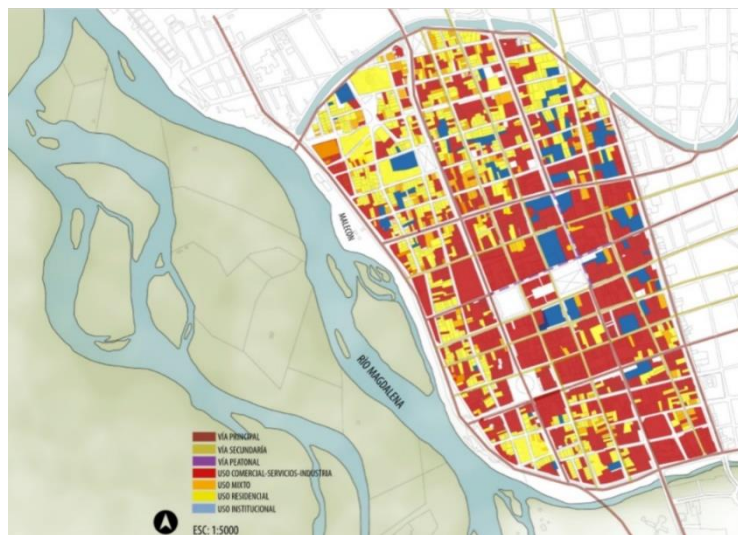 MALECÓN
RÍO MAGDALENA
VÍA PRINCIPAL
VÍA SECUNDARÍA
VÍA PEATONAL
USO COMERCIAL-SERVICIOS-INDUSTRIA
USO MIXTO
USO RESIDENCIAL
USO INSTITUCIONAL
ESC: 1:5000